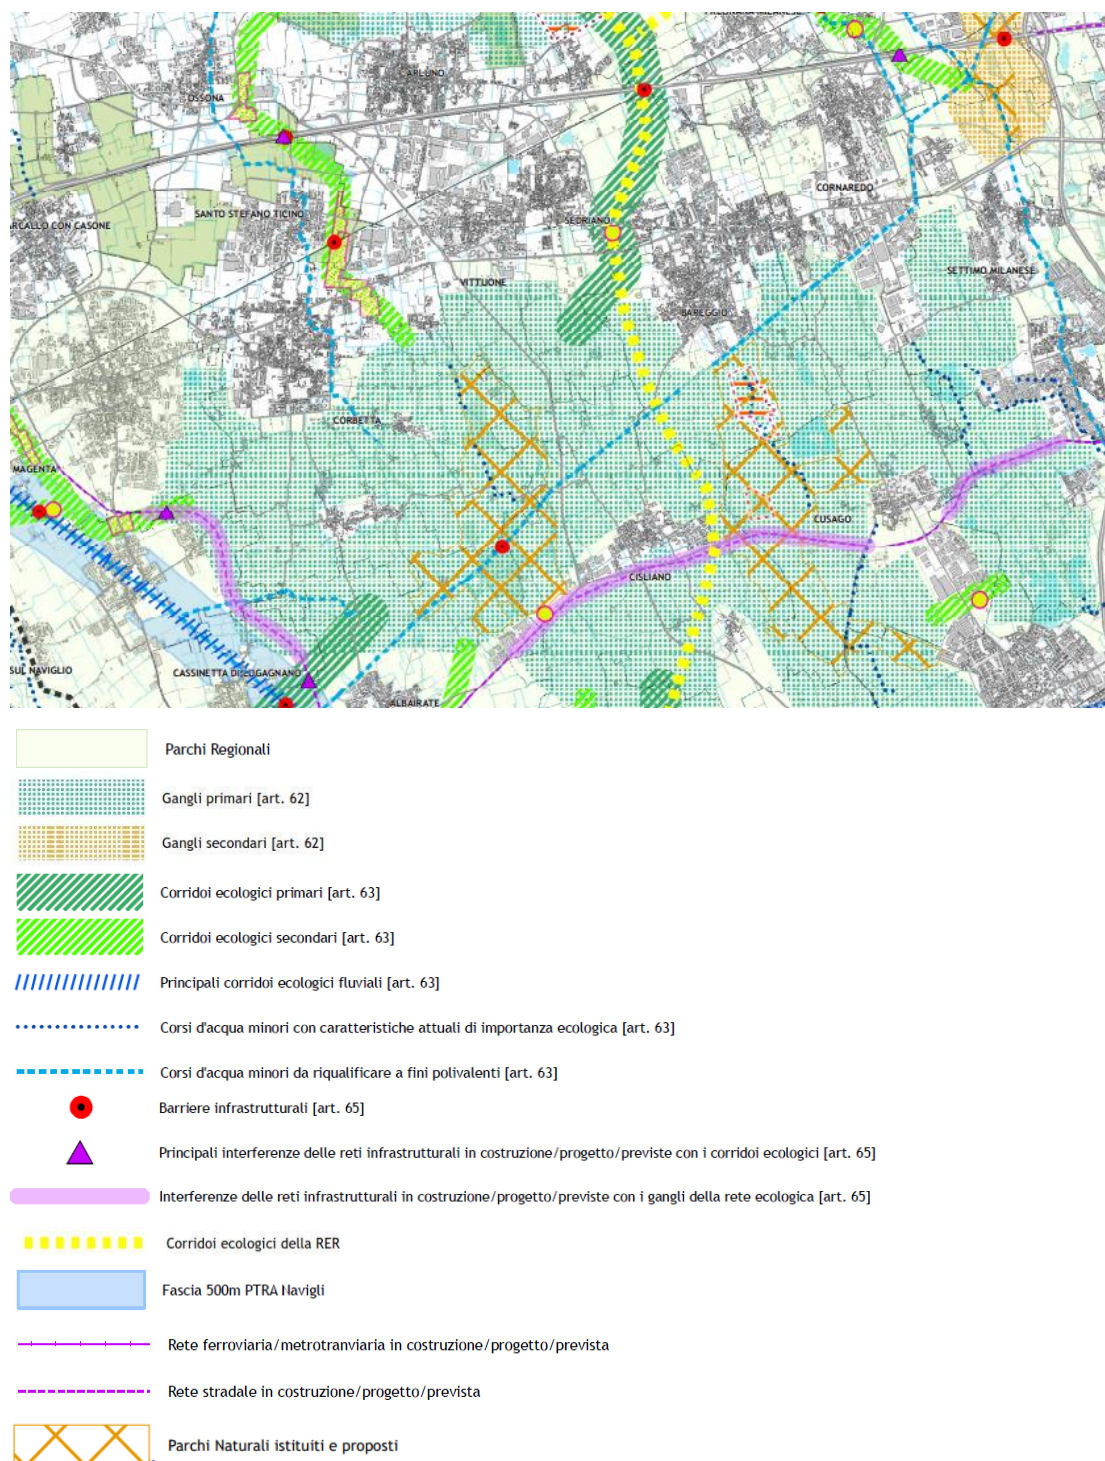 OSSONA
ARLUNO
CORNAREDO
SANTO STEFANO TICINO
SEDRIANO
ARCALLO CON CASONE
SETTIMO MILANESE
VITTUONE
BAREGGIO
CORBETTA
MAGENTA
CUSAGO
CISLIANO
SUL NAVIGLIO
CASSINETTA DI LUGAGNANO
ALBAIRATE
Parchi Regionali
Gangli primari [art. 62]
Gangli secondari [art. 62]
Corridoi ecologici primari [art. 63]
Corridoi ecologici secondari [art. 63]
Principali corridoi ecologici fluviali [art. 63]
Corsi d'acqua minori con caratteristiche attuali di importanza ecologica [art. 63]
Corsi d'acqua minori da riqualificare a fini polivalenti [art. 63]
Barriere infrastrutturali [art. 65]
Principali interferenze delle reti infrastrutturali in costruzione/progetto/previste con i corridoi ecologici [art. 65]
Interferenze delle reti infrastrutturali in costruzione/progetto/previste con i gangli della rete ecologica [art. 65]
Corridoi ecologici della RER
Fascia 500m PTRA Navigli
Rete ferroviaria/metrotranviaria in costruzione/progetto/prevista
Rete stradale in costruzione/progetto/prevista
Parchi Naturali istituiti e proposti